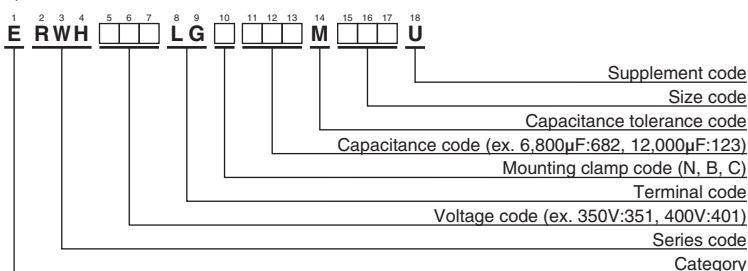 1 2 3 4 5 6 7 8 9 10 11 12 13 14 15 16 17 18
E RWH □□□ LG □ □□□ M □□□ U
Supplement code
Size code
Capacitance tolerance code
Capacitance code (ex. 6,800µF:682, 12,000µF:123)
Mounting clamp code (N, B, C)
Terminal code
Voltage code (ex. 350V:351, 400V:401)
Series code
Category